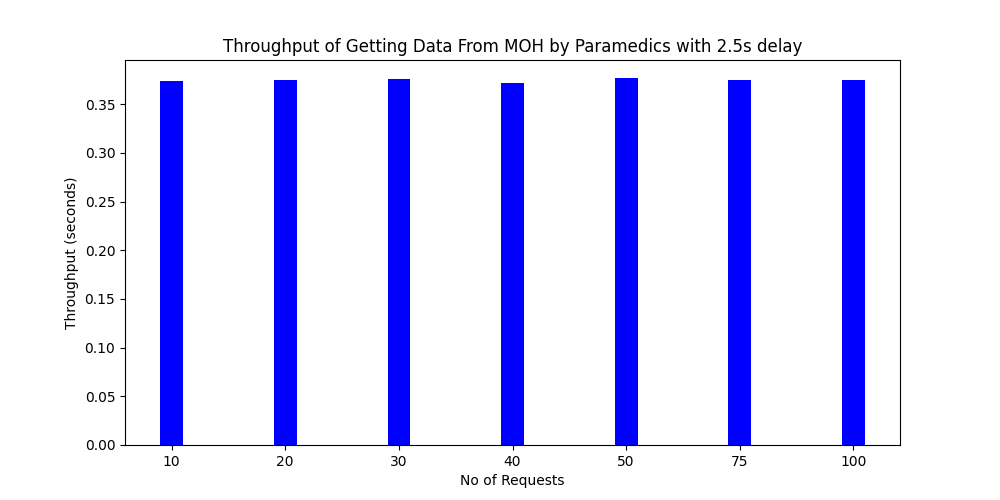 Throughput of Getting Data From MOH by Paramedics with 2.5s delay
Throughput (seconds)
0.35
0.30
0.25
0.20
0.15
0.10
0.05
0.00
10 20 30 40 50 75 100
No of Requests